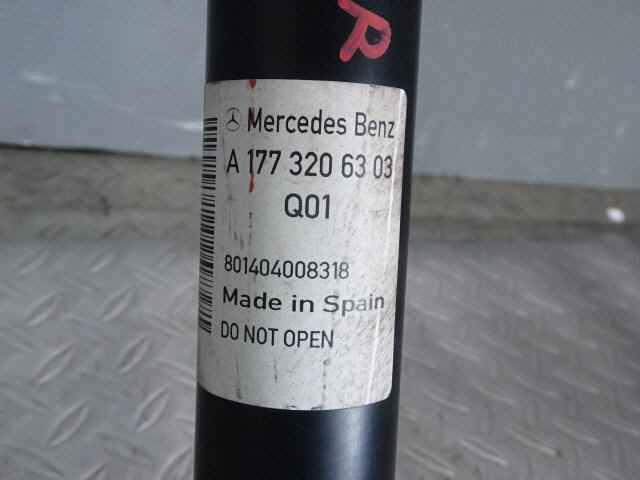 R
Mercedes Benz
A 177 320 63 03
Q01
801404008318
Made in Spain
DO NOT OPEN